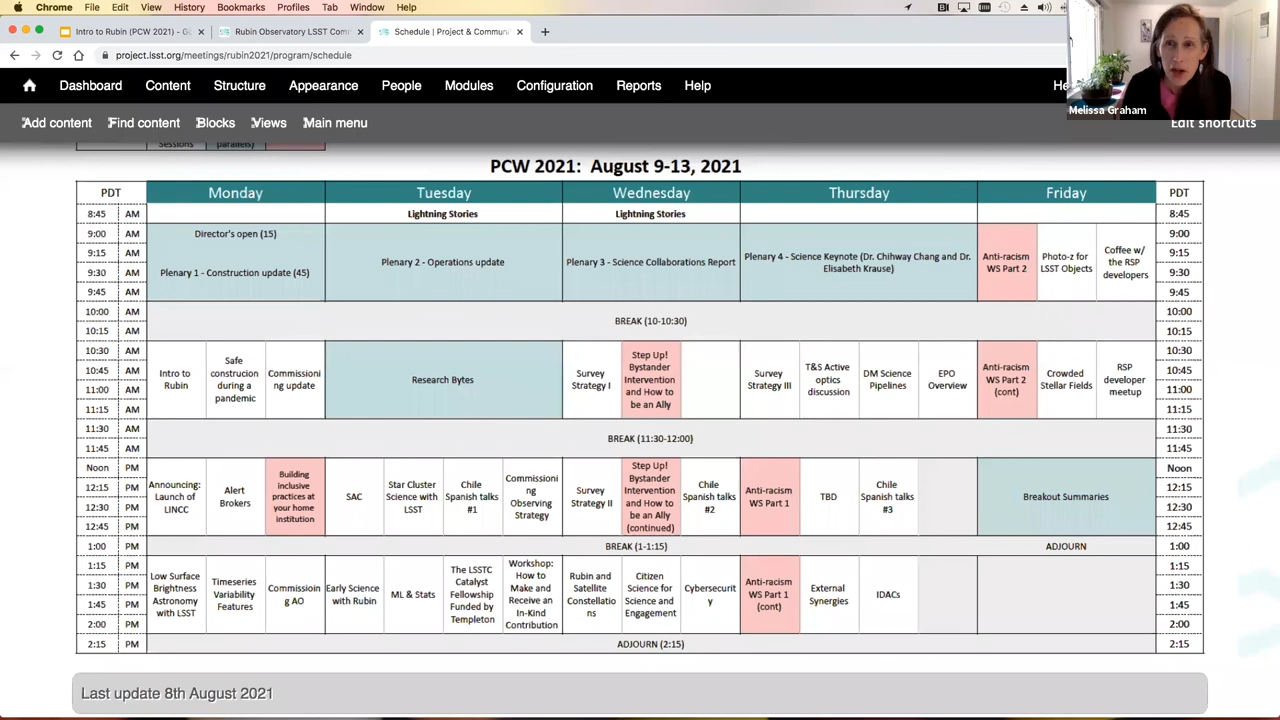 Chrome File Edit View History Bookmarks Profiles Tab Window Help
Intro to Rubin (PCW 2021) - G
Rubin Observatory LSST Com
Schedule | Project & Communi
project.lsst.org/meetings/rubin2021/program/schedule
Dashboard Content Structure Appearance People Modules Configuration Reports Help
He
Melissa Graham
Add content Find content Blocks Views Main menu
Edit shortcuts
PCW 2021: August 9-13, 2021
PDT Monday Tuesday Wednesday Thursday Friday PDT
8:45 AM Lightning Stories Lightning Stories 8:45
9:00 AM 9:00
9:15 AM 9:15
9:30 AM 9:30
9:45 AM 9:45
Director's open (15)
Plenary 1 - Construction update (45)
Plenary 2 - Operations update
Plenary 3 - Science Collaborations Report
Plenary 4 - Science Keynote (Dr. Chihway Chang and Dr.
Elisabeth Krause)
Anti-racism
WS Part 2
Photo-z for
LSST Objects
Coffee w/
the RSP
developers
10:00 AM 10:00
10:15 AM 10:15
BREAK (10-10:30)
10:30 AM 10:30
10:45 AM 10:45
11:00 AM 11:00
11:15 AM 11:15
Intro to
Rubin
Safe
construcion
during a
pandemic
Commissioni
ng update
Research Bytes
Survey
Strategy I
Step Up!
Bystander
Intervention
and How to
be an Ally
Survey
Strategy III
T&S Active
optics
discussion
DM Science
Pipelines
EPO
Overview
Anti-racism
WS Part 2
(cont)
Crowded
Stellar Fields
RSP
developer
meetup
11:30 AM 11:30
11:45 AM 11:45
BREAK (11:30-12:00)
Noon PM Noon
12:15 PM 12:15
12:30 PM 12:30
12:45 PM 12:45
Announcing:
Launch of
LINCC
Alert
Brokers
Building
inclusive
practices at
your home
institution
SAC
Star Cluster
Science with
LSST
Chile
Spanish talks
#1
Commissioni
ng
Observing
Strategy
Survey
Strategy II
Step Up!
Bystander
Intervention
and How to
be an Ally
(continued)
Chile
Spanish talks
#2
Anti-racism
WS Part 1
TBD
Chile
Spanish talks
#3
Breakout Summaries
1:00 PM BREAK (1-1:15) ADJOURN 1:00
1:15 PM 1:15
1:30 PM 1:30
1:45 PM 1:45
2:00 PM 2:00
Low Surface
Brightness
Astronomy
with LSST
Timeseries
Variability
Features
Commission
g AO
Early Science
with Rubin
ML & Stats
The LSSTC
Catalyst
Fellowship
Funded by
Templeton
Workshop:
How to
Make and
Receive an
In-Kind
Contribution
Rubin and
Satellite
Constellatio
ns
Citizen
Science for
Science and
Engagement
Cybersecurit
y
Anti-racism
WS Part 1
(cont)
External
Synergies
IDACs
2:15 PM ADJOURN (2:15) 2:15
Last update 8th August 2021